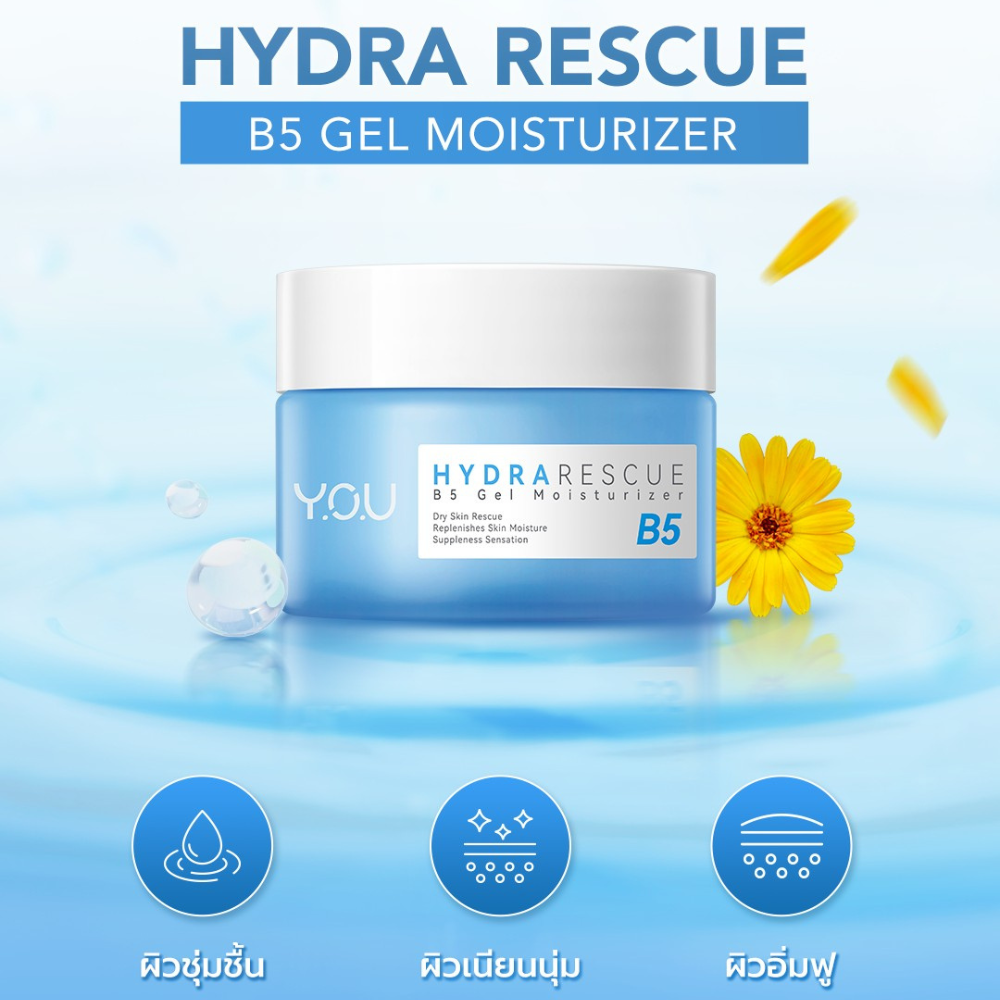 HYDRA RESCUE
B5 GEL MOISTURIZER
Y.O.U
HYDRARESCUE
B5 Gel Moisturizer
Dry Skin Rescue
Replenishes Skin Moisture
Suppleness Sensation
B5
ผิวชุ่มชื้น
ผิวเนียนนุ่ม
ผิวอิ่มฟู